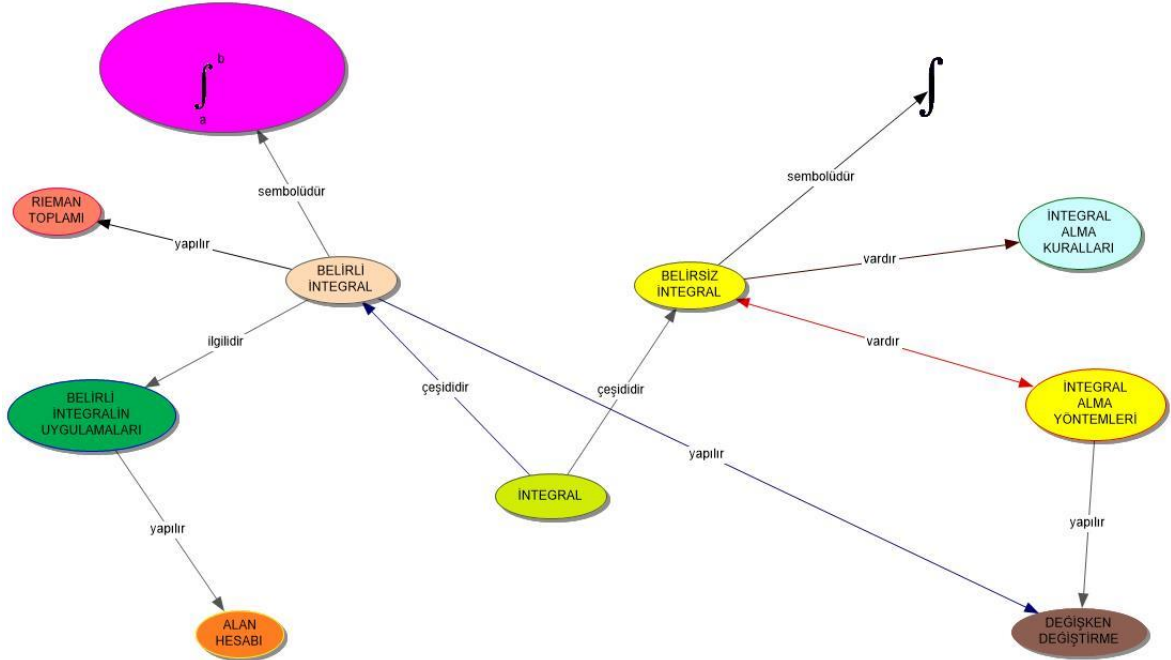 b
∫
a
∫
sembolüdür
sembolüdür
RIEMAN
TOPLAMI
yapılır
İNTEGRAL
ALMA
KURALLARI
BELİRLİ
İNTEGRAL
BELİRSİZ
İNTEGRAL
vardır
ilgilidir
vardır
çeşididir
çeşididir
BELİRLİ
İNTEGRALİN
UYGULAMALARI
İNTEGRAL
ALMA
YÖNTEMLERİ
yapılır
İNTEGRAL
yapılır
yapılır
ALAN
HESABI
DEĞİŞKEN
DEĞİŞTİRME